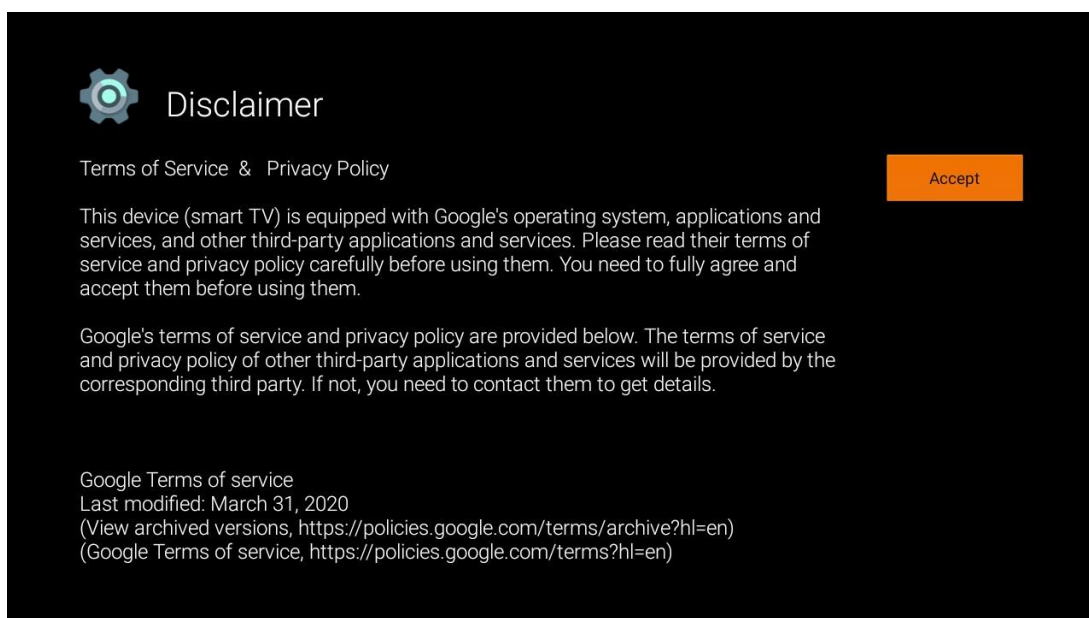 Disclaimer
Terms of Service & Privacy Policy
Accept
This device (smart TV) is equipped with Google's operating system, applications and
services, and other third-party applications and services. Please read their terms of
service and privacy policy carefully before using them. You need to fully agree and
accept them before using them.
Google's terms of service and privacy policy are provided below. The terms of service
and privacy policy of other third-party applications and services will be provided by the
corresponding third party. If not, you need to contact them to get details.
Google Terms of service
Last modified: March 31, 2020
(View archived versions, https://policies.google.com/terms/archive?hl=en)
(Google Terms of service, https://policies.google.com/terms?hl=en)